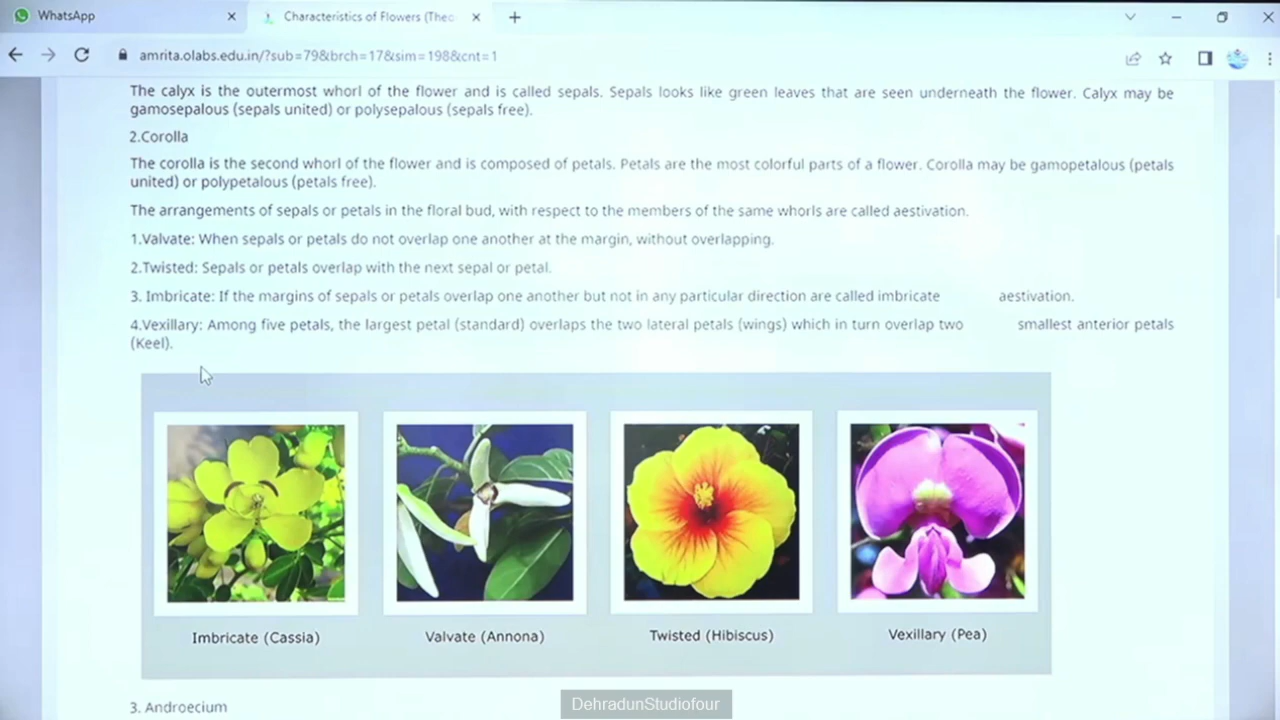 WhatsApp
Characteristics of Flowers (Theo
amrita.olabs.edu.in/?sub=79&brch=17&sim=198&cnt=1
The calyx is the outermost whorl of the flower and is called sepals. Sepals looks like green leaves that are seen underneath the flower. Calyx may be
gamosepalous (sepals united) or polysepalous (sepals free).
2.Corolla
The corolla is the second whorl of the flower and is composed of petals. Petals are the most colorful parts of a flower. Corolla may be gamopetalous (petals
united) or polypetalous (petals free).
The arrangements of sepals or petals in the floral bud, with respect to the members of the same whorls are called aestivation.
1.Valvate: When sepals or petals do not overlap one another at the margin, without overlapping.
2.Twisted: Sepals or petals overlap with the next sepal or petal.
3. Imbricate: If the margins of sepals or petals overlap one another but not in any particular direction are called imbricate aestivation.
4.Vexillary: Among five petals, the largest petal (standard) overlaps the two lateral petals (wings) which in turn overlap two smallest anterior petals
(Keel).
Imbricate (Cassia)
Valvate (Annona)
Twisted (Hibiscus)
Vexillary (Pea)
3. Androecium
DehradunStudiofour